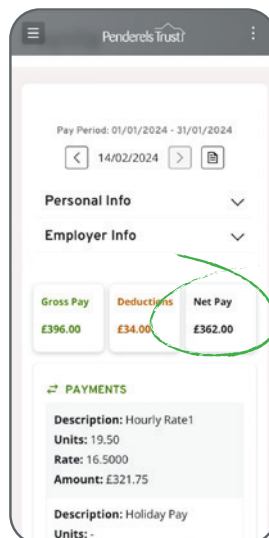 Penderels Trust
Pay Period: 01/01/2024 - 31/01/2024
14/02/2024
Personal Info
Employer Info
Gross Pay Deductions Net Pay
£396.00 £34.00 £362.00
PAYMENTS
Description: Hourly Rate1
Units: 19.50
Rate: 16.5000
Amount: £321.75
Description: Holiday Pay
Units: -